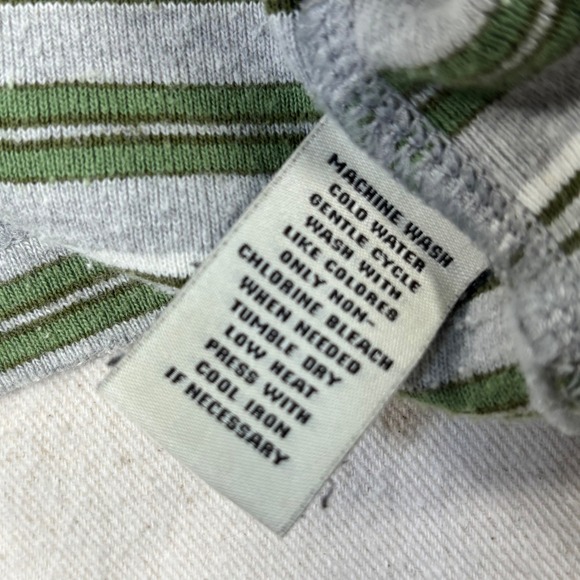 MACHINE WASH
COLD WATER
GENTLE CYCLE
WASH WITH
LIKE COLORES
ONLY NON-
CHLORINE BLEACH
WHEN NEEDED
TUMBLE DRY
LOW HEAT
PRESS WITH
COOL IRON
IF NECESSARY